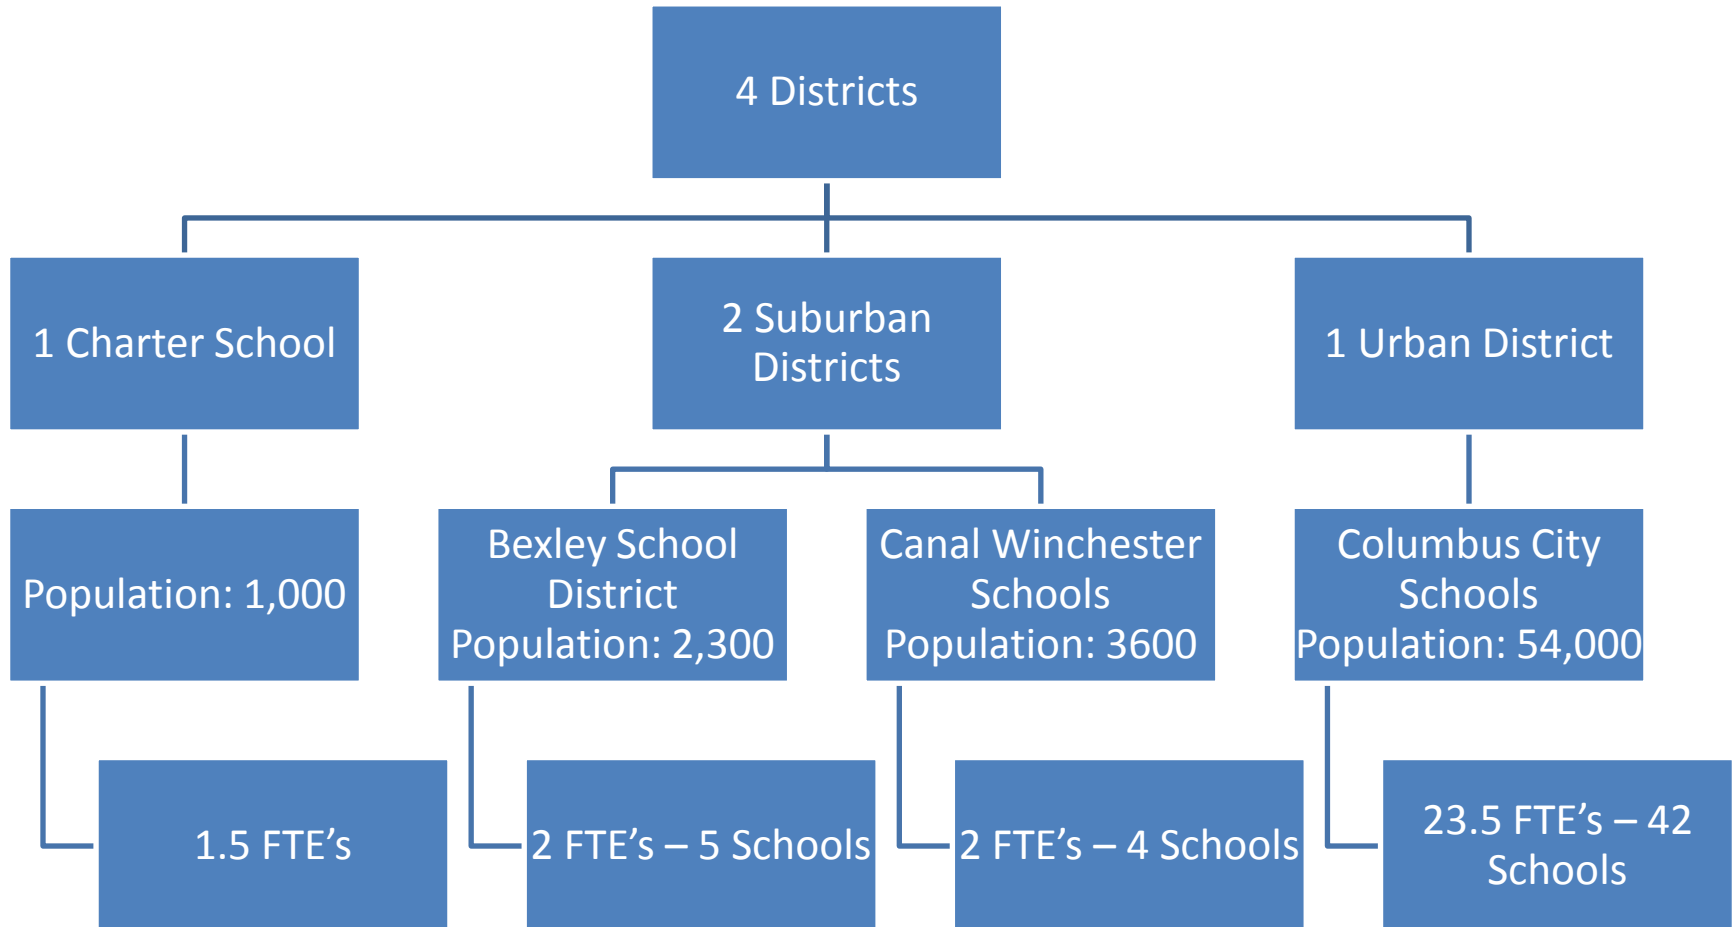 4 Districts
1 Charter School
2 Suburban
Districts
1 Urban District
Population: 1,000
Bexley School
District
Population: 2,300
Canal Winchester
Schools
Population: 3600
Columbus City
Schools
Population: 54,000
1.5 FTE’s
2 FTE’s – 5 Schools
2 FTE’s – 4 Schools
23.5 FTE’s – 42
Schools